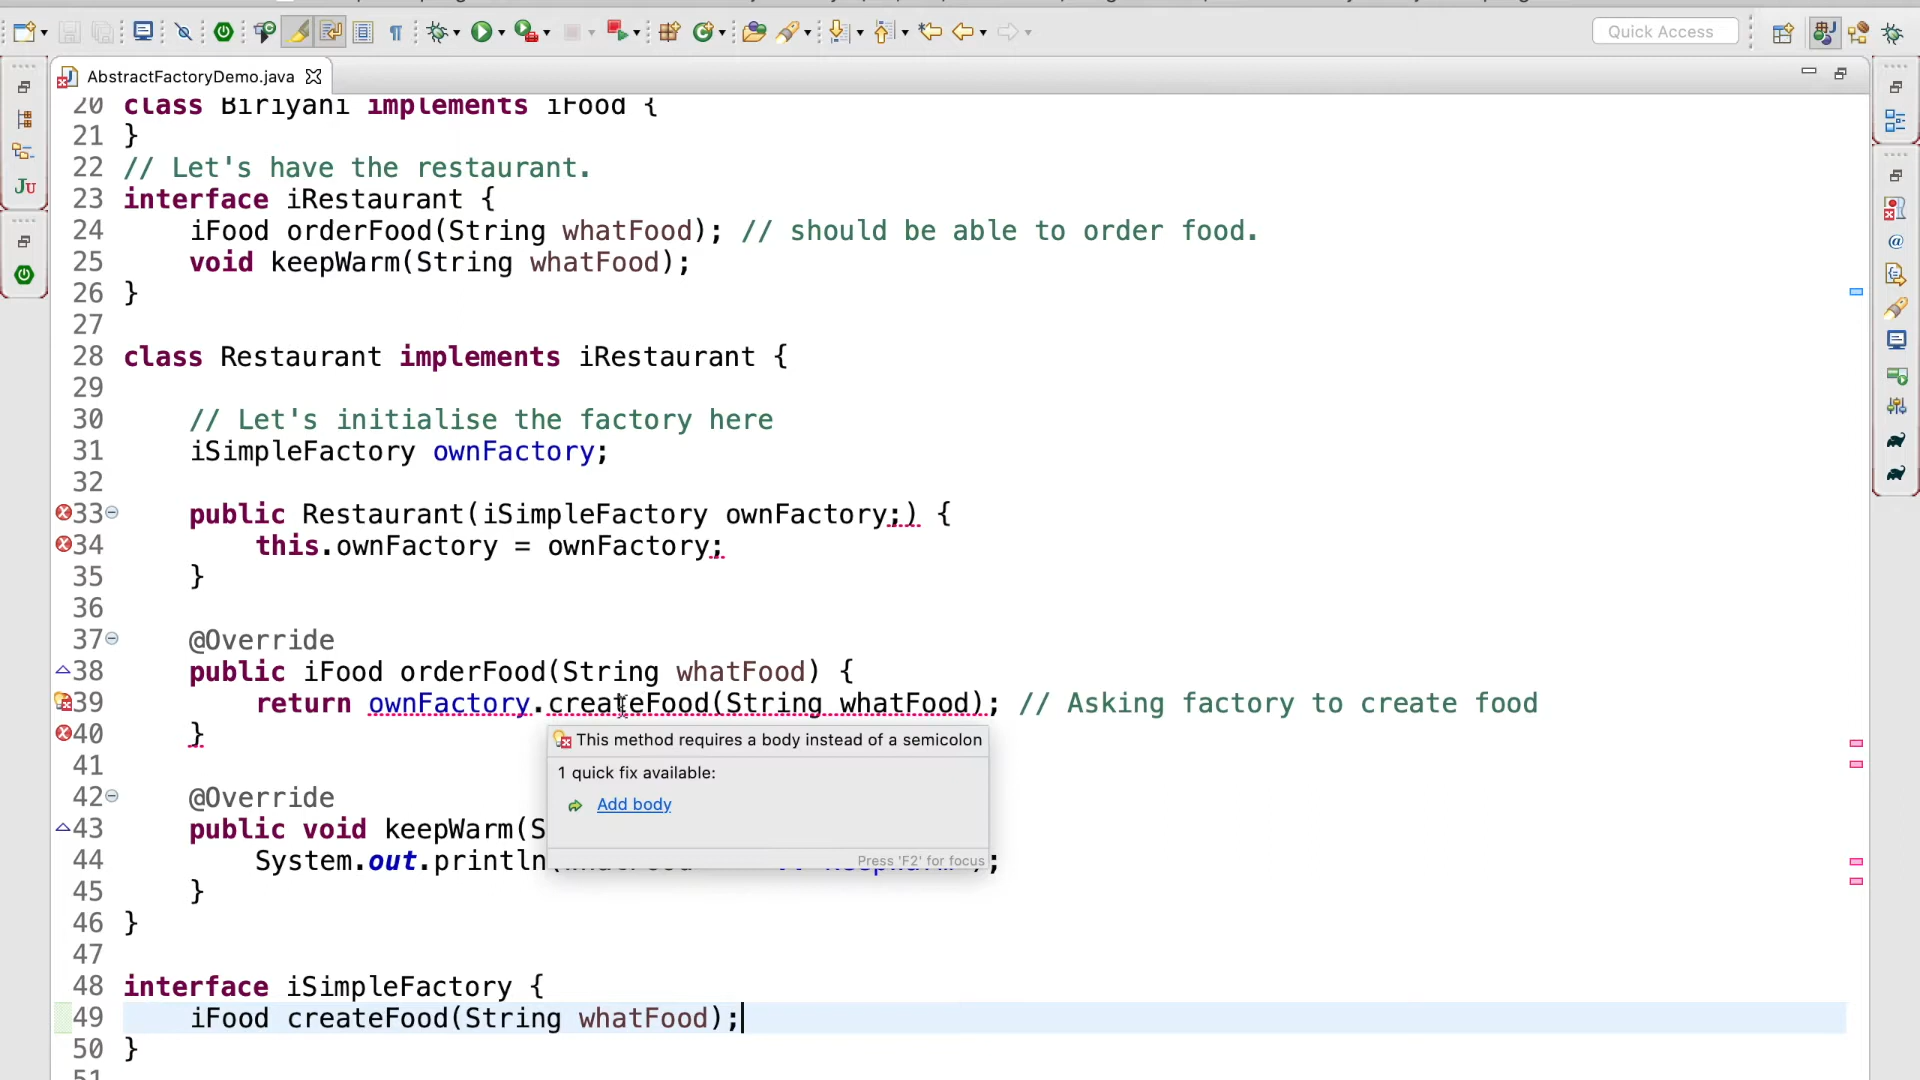 Quick Access
AbstractFactoryDemo.java
20 class Biriyani implements iFood {
21 }
22 // Let's have the restaurant.
23 interface iRestaurant {
24 iFood orderFood(String whatFood); // should be able to order food.
25 void keepWarm(String whatFood);
26 }
27
28 class Restaurant implements iRestaurant {
29
30 // Let's initialise the factory here
31 iSimpleFactory ownFactory;
32
33 public Restaurant(iSimpleFactory ownFactory;) {
34 this.ownFactory = ownFactory;
35 }
36
37 @Override
38 public iFood orderFood(String whatFood) {
39 return ownFactory.createFood(String whatFood); // Asking factory to create food
40 }
This method requires a body instead of a semicolon
41
1 quick fix available:
42 @Override
Add body
43 public void keepWarm(S
44 System.out.println(
Press 'F2' for focus
45 }
46 }
47
48 interface iSimpleFactory {
49 iFood createFood(String whatFood);
50 }
51
Ju